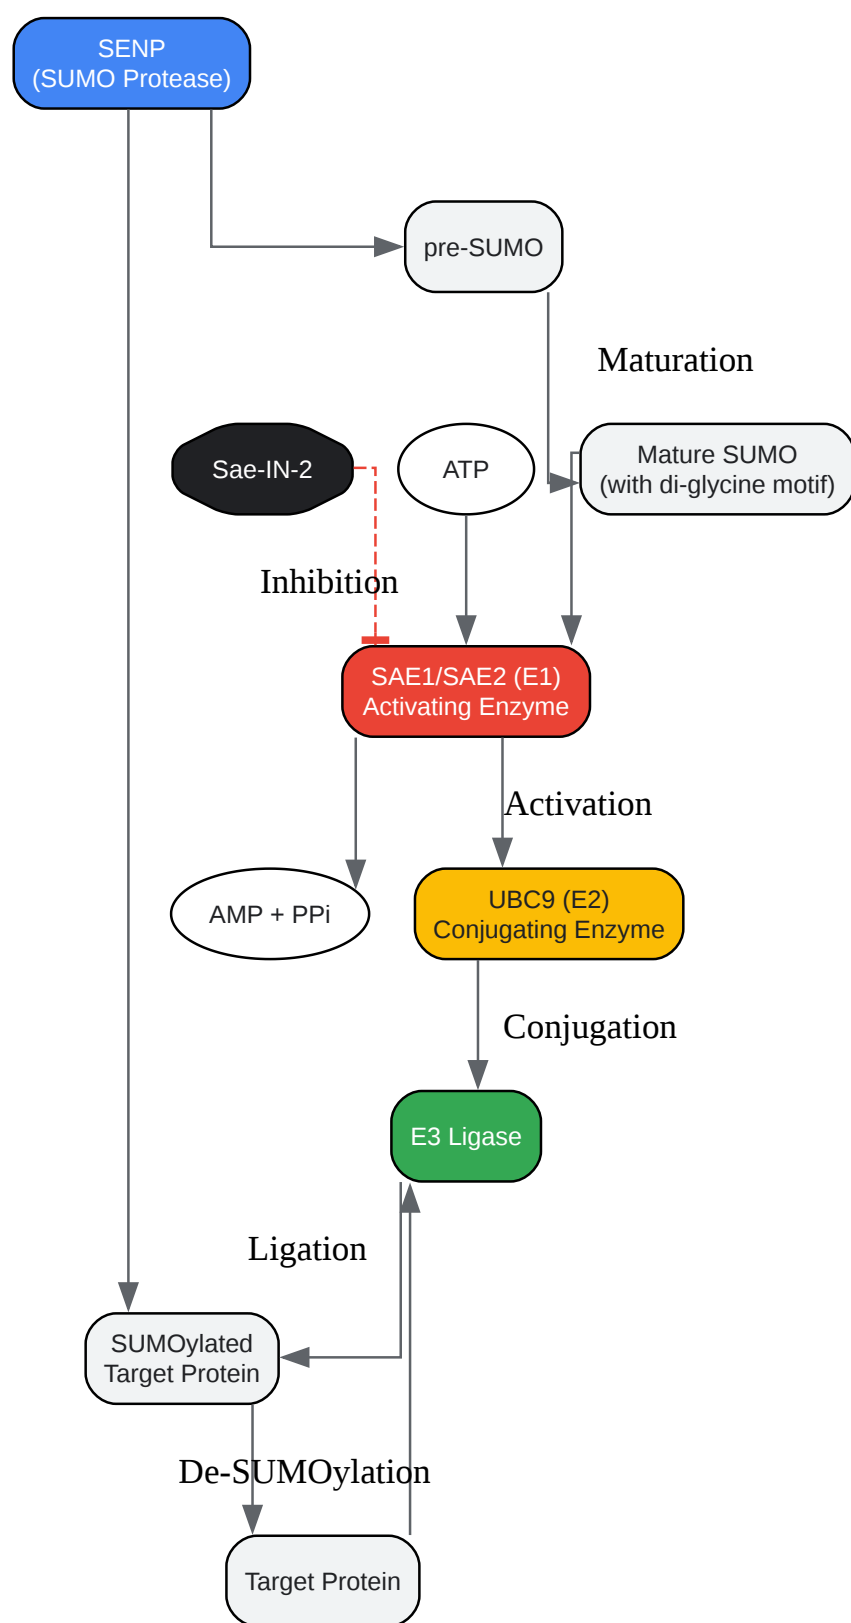 SENP
(SUMO Protease)
pre-SUMO
Maturation
Sae-IN-2
ATP
Mature SUMO
(with di-glycine motif)
Inhibition
SAE1/SAE2 (E1)
Activating Enzyme
Activation
AMP + PPi
UBC9 (E2)
Conjugating Enzyme
Conjugation
E3 Ligase
Ligation
SUMOylated
Target Protein
De-SUMOylation
Target Protein